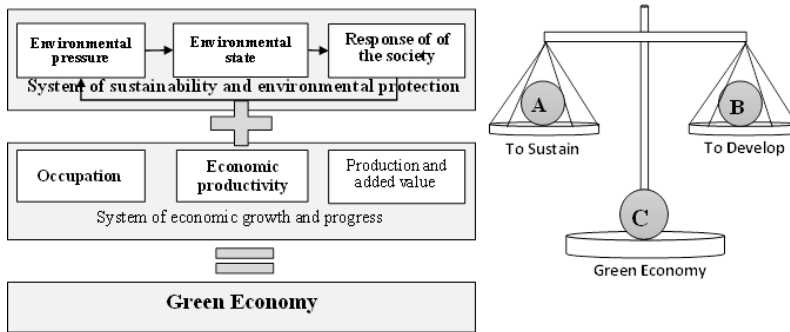 Environmental
pressure
Environmental
state
Response of of
the society
System of sustainability and environmental protection
Occupation
Economic
productivity
Production and
added value
System of economic growth and progress
Green Economy
A
B
To Sustain
To Develop
C
Green Economy